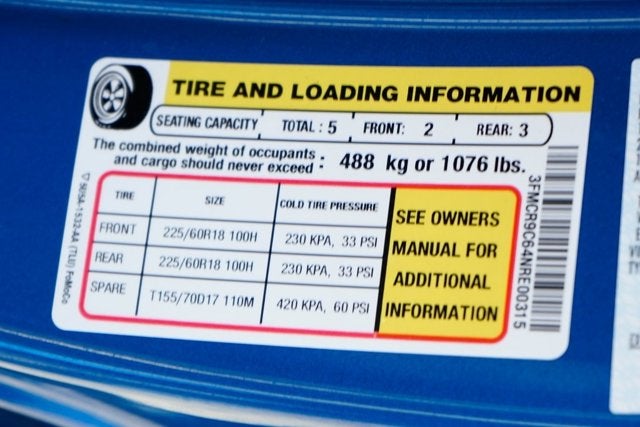 TIRE AND LOADING INFORMATION
SEATING CAPACITY TOTAL : 5 FRONT: 2 REAR: 3
The combined weight of occupants
and cargo should never exceed : 488 kg or 1076 lbs.
TIRE SIZE COLD TIRE PRESSURE
FRONT 225/60R18 100H 230 KPA, 33 PSI
REAR 225/60R18 100H 230 KPA, 33 PSI
SPARE T155/70D17 110M 420 KPA, 60 PSI
SEE OWNERS
MANUAL FOR
ADDITIONAL
INFORMATION
3FMCR9C64NRE00315
(TLU) FoMoCo